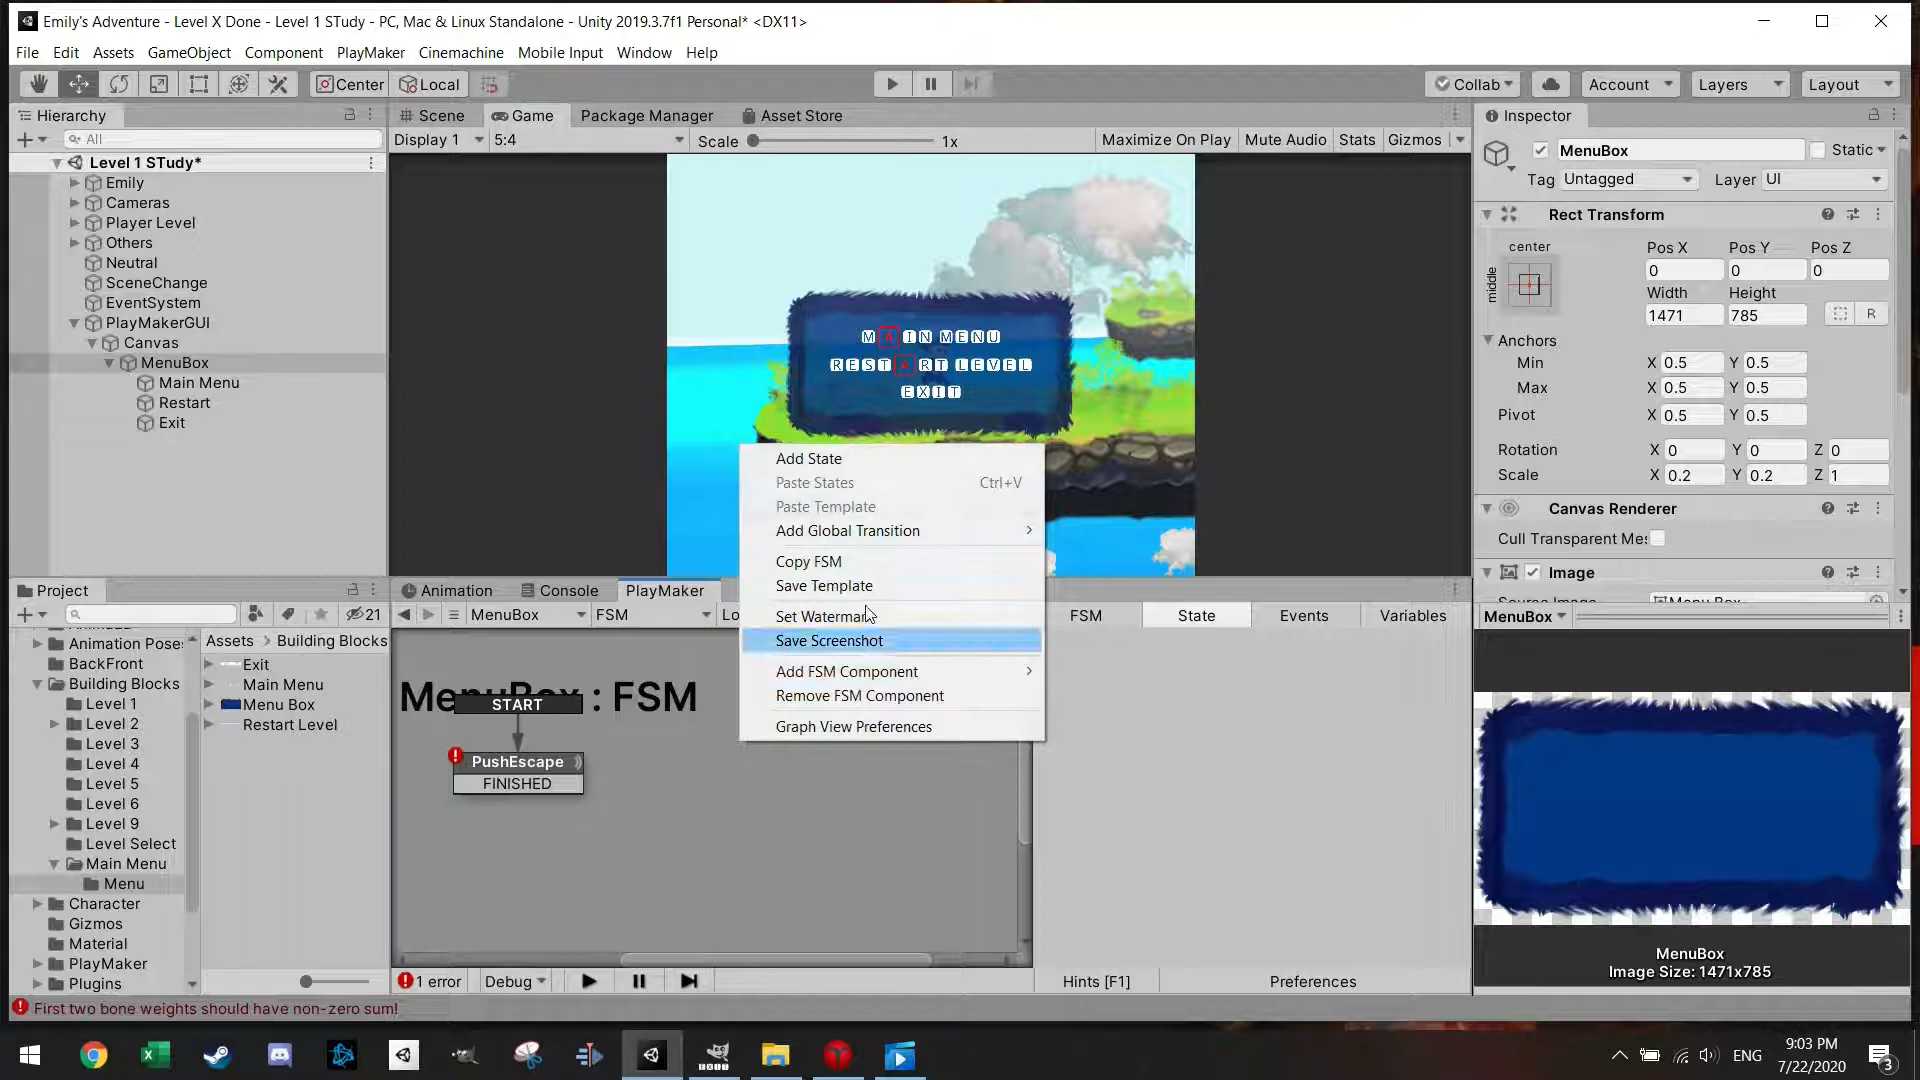 Emily's Adventure - Level X Done - Level 1 STudy - PC, Mac & Linux Standalone - Unity 2019.3.7f1 Personal* <DX11>
File Edit Assets GameObject Component PlayMaker Cinemachine Mobile Input Window Help
Center Local Collab Account Layers Layout
Hierarchy
All
Level 1 STudy*
Emily
Cameras
Player Level
Others
Neutral
SceneChange
EventSystem
PlayMakerGUI
Canvas
MenuBox
Main Menu
Restart
Exit
Scene Game Package Manager Asset Store
Display 1 5:4 Scale 1x Maximize On Play Mute Audio Stats Gizmos
MAIN MENU
RESTART LEVEL
EXIT
Add State
Paste States Ctrl+V
Paste Template
Add Global Transition
Copy FSM
Save Template
Set Watermark
Save Screenshot
Add FSM Component
Remove FSM Component
Graph View Preferences
Inspector
MenuBox Static
Tag Untagged Layer UI
Rect Transform
center Pos X Pos Y Pos Z
middle 0 0 0
Width Height
1471 785 R
Anchors
Min X 0.5 Y 0.5
Max X 0.5 Y 0.5
Pivot X 0.5 Y 0.5
Rotation X 0 Y 0 Z 0
Scale X 0.2 Y 0.2 Z 1
Canvas Renderer
Cull Transparent Me
Image
Project
21
Animation Pose
BackFront
Building Blocks
Level 1
Level 2
Level 3
Level 4
Level 5
Level 6
Level 9
Level Select
Main Menu
Menu
Character
Gizmos
Material
PlayMaker
Plugins
Assets > Building Blocks
Exit
Main Menu
Menu Box
Restart Level
Animation Console PlayMaker
MenuBox FSM Lo
FSM State Events Variables
MenuBox : FSM
START
PushEscape
FINISHED
1 error Debug
Hints [F1] Preferences
MenuBox
MenuBox
Image Size: 1471x785
First two bone weights should have non-zero sum!
ENG
9:03 PM
7/22/2020
3